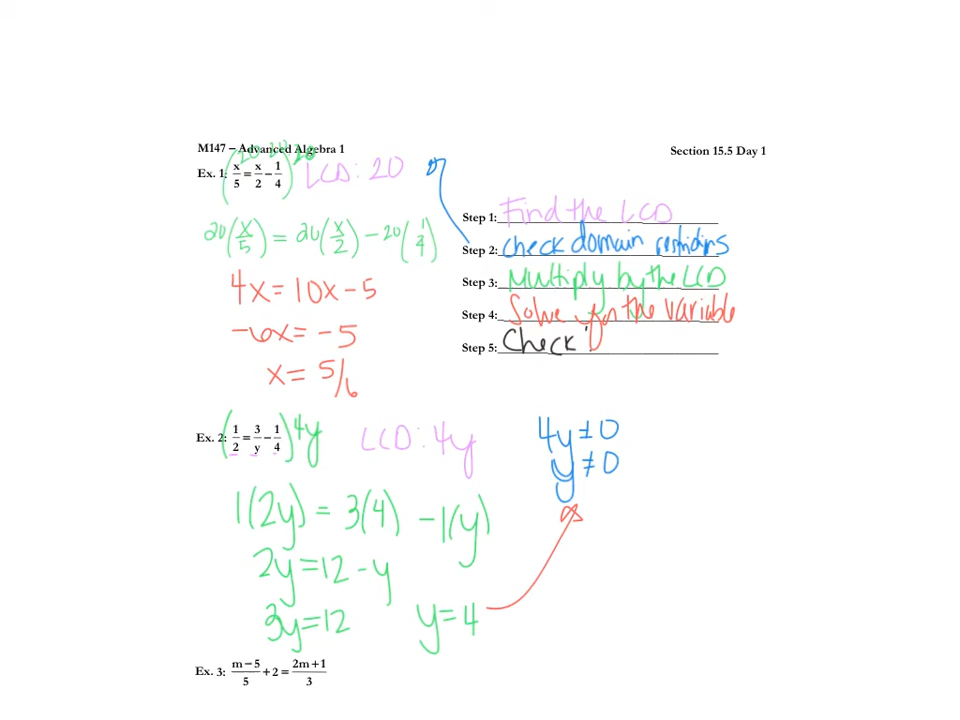 M147 – Advanced Algebra 1
Section 15.5 Day 1
20 20 20
Ex. 1: x/5 = x/2 − 1/4
LCD: 20
Step 1: Find the LCD
Step 2: check domain restrictions
Step 3: Multiply by the LCD
Step 4: Solve for the variable
Step 5: Check
20(x/5) = 20(x/2) − 20(1/4)
4x = 10x − 5
−6x = −5
x = 5/6
Ex. 2: (1/2 = 3/y − 1/4)4y
LCD: 4y
4y ≠ 0
y ≠ 0
1(2y) = 3(4) − 1(y)
2y = 12 − y
3y = 12
y = 4
Ex. 3: m−5/5 + 2 = 2m+1/3